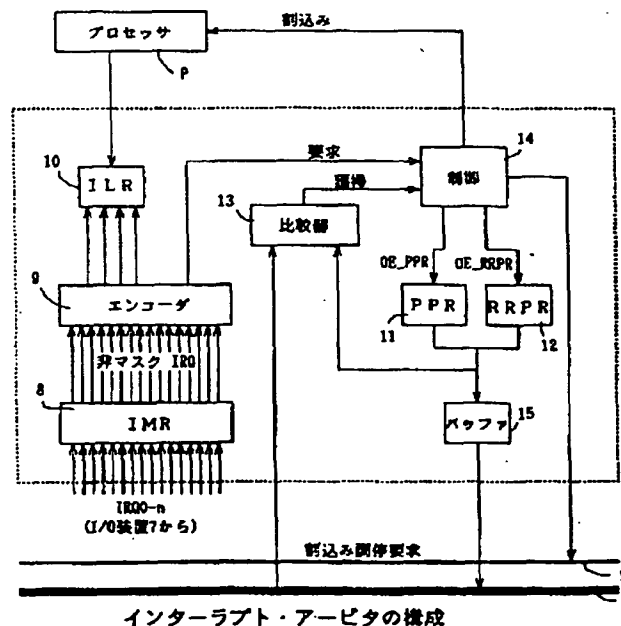 割込み
プロセッサ
P
14
要求
10
ILR
獲得
制御
13
比較器
OE_PPR
OE_RRPR
9
エンコーダ
PPR
RRPR
11
12
非マスク IRQ
8
IMR
バッファ
15
IRQ0-n
(I/O装置7から)
割込み調停要求
インターラプト・アービタの構成